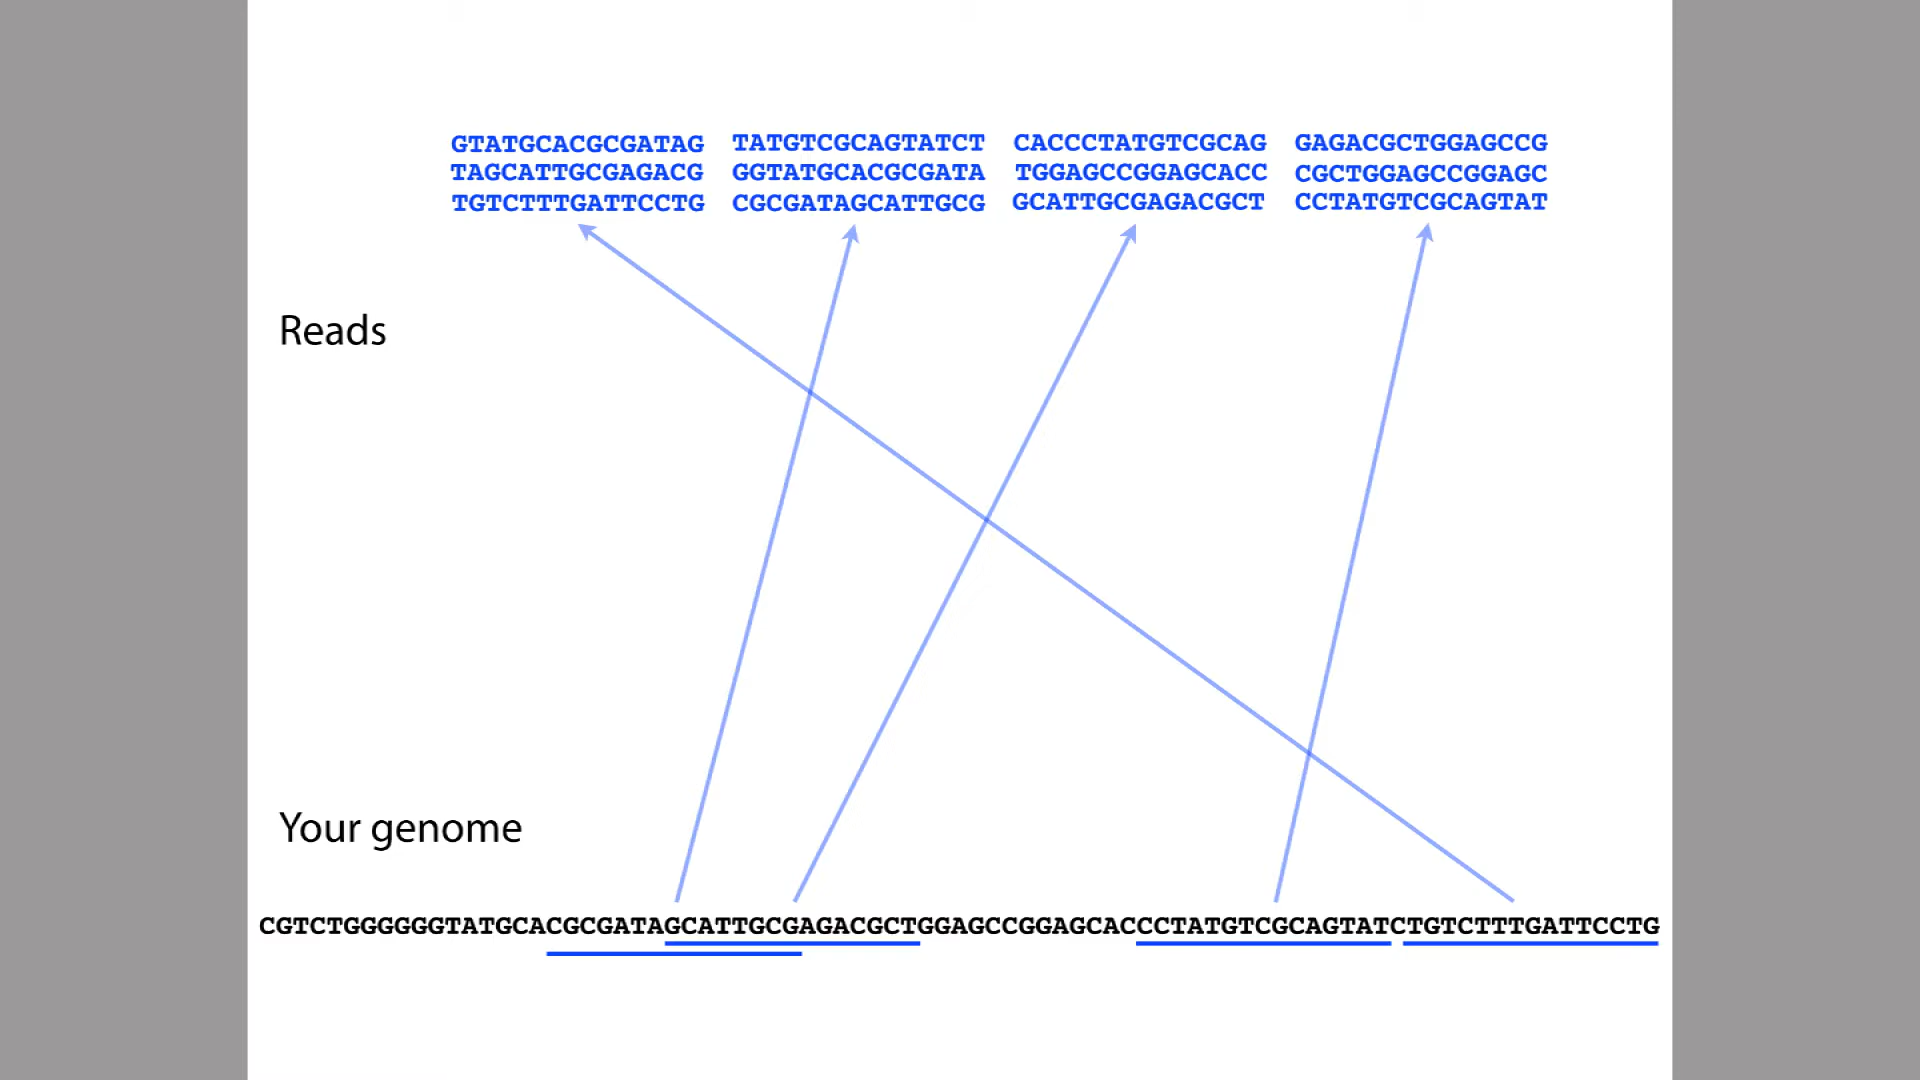 GTATGCACGCGATAG TATGTCGCAGTATCT CACCCTATGTCGCAG GAGACGCTGGAGCCG
TAGCATTGCGAGACG GGTATGCACGCGATA TGGAGCCGGAGCACC CGCTGGAGCCGGAGC
TGTCTTTGATTCCTG CGCGATAGCATTGCG GCATTGCGAGACGCT CCTATGTCGCAGTAT
Reads
Your genome
CGTCTGGGGGGTATGCACGCGATAGCATTGCGAGACGCTGGAGCCGGAGCACCCTATGTCGCAGTATCTGTCTTTGATTCCTG